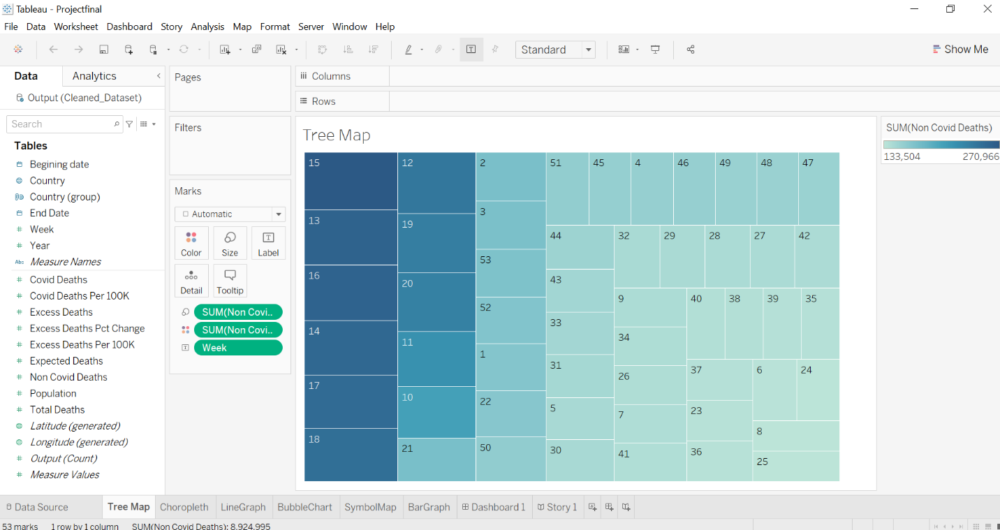 Tableau - Projectfinal
File Data Worksheet Dashboard Story Analysis Map Format Server Window Help
Standard
Show Me
Data Analytics
Output (Cleaned_Dataset)
Search
Tables
Begining date
Country
Country (group)
End Date
Week
Year
Abc Measure Names
Covid Deaths
Covid Deaths Per 100K
Excess Deaths
Excess Deaths Pct Change
Excess Deaths Per 100K
Expected Deaths
Non Covid Deaths
Population
Total Deaths
Latitude (generated)
Longitude (generated)
Output (Count)
Measure Values
Pages
Filters
Marks
Automatic
Color Size Label
Detail Tooltip
SUM(Non Covi..
SUM(Non Covi..
Week
Columns
Rows
Tree Map
15
13
16
14
17
18
12
19
20
11
10
21
2
3
53
52
1
22
50
51 45 4 46 49 48 47
44
43
33
31
5
30
32 29 28 27 42
9
34
26
7
41
40 38 39 35
37
23
36
6 24
8
25
SUM(Non Covid Deaths)
133,504 270,966
Data Source Tree Map Choropleth LineGraph BubbleChart SymbolMap BarGraph Dashboard 1 Story 1
53 marks 1 row by 1 column SUM(Non Covid Deaths): 8,924,995